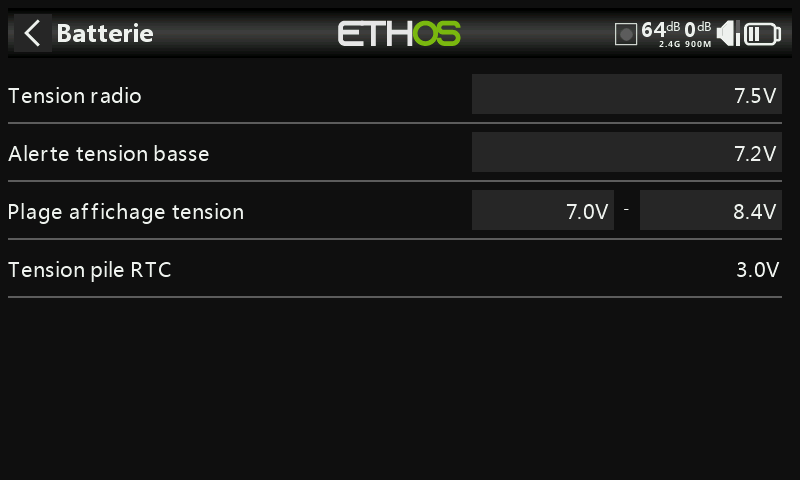 Batterie
ETHOS
64dB 0dB
2.4G 900M
Tension radio 7.5V
Alerte tension basse 7.2V
Plage affichage tension 7.0V - 8.4V
Tension pile RTC 3.0V